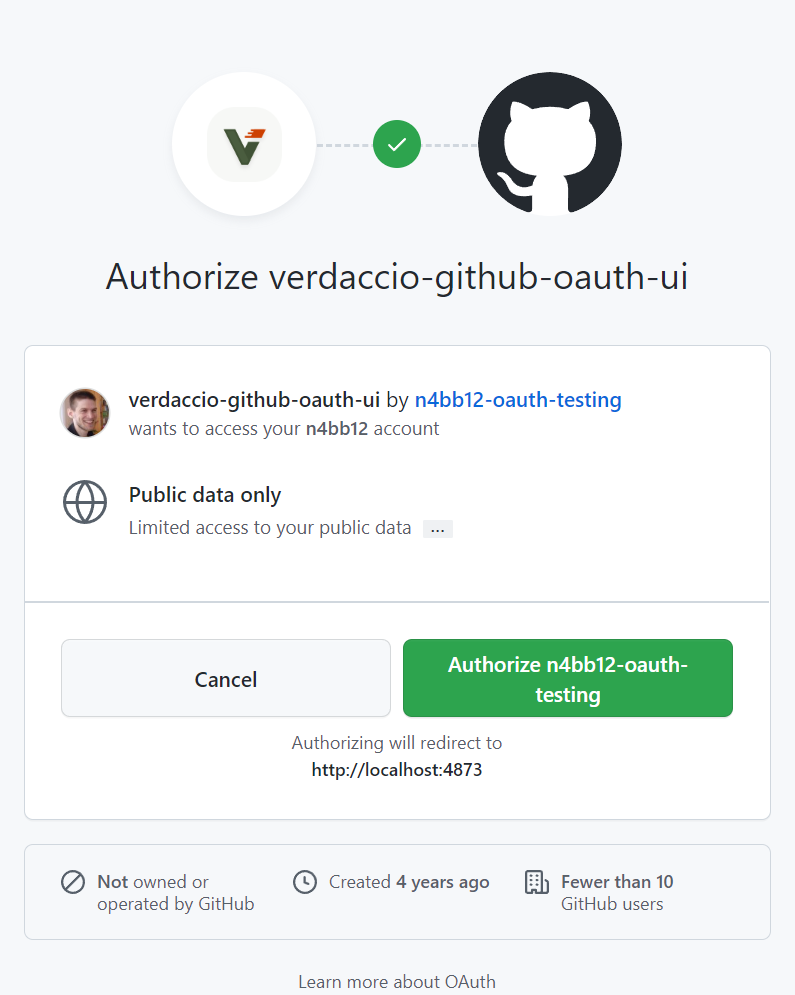 Authorize verdaccio-github-oauth-ui
verdaccio-github-oauth-ui by n4bb12-oauth-testing
wants to access your n4bb12 account
Public data only
Limited access to your public data …
Cancel
Authorize n4bb12-oauth-
testing
Authorizing will redirect to
http://localhost:4873
Not owned or
operated by GitHub
Created 4 years ago
Fewer than 10
GitHub users
Learn more about OAuth